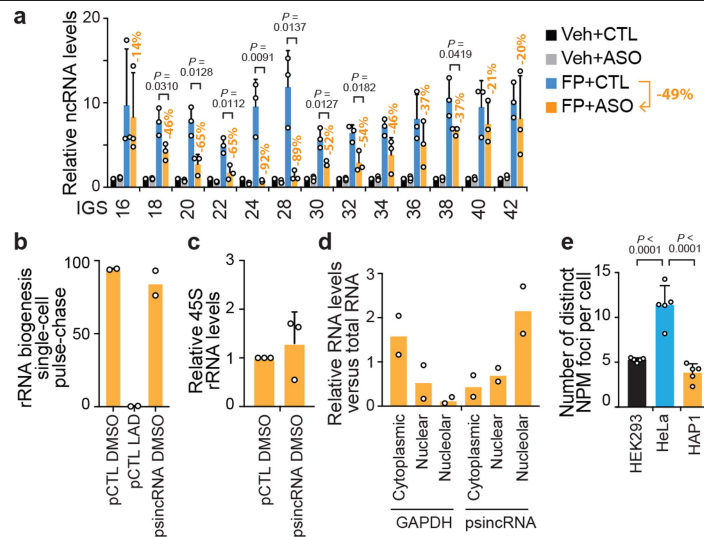 a
Relative ncRNA levels
20
10
0
-14%
P =
0.0310
-46%
P =
0.0128
-65%
P =
0.0112
-65%
P =
0.0091
-92%
P =
0.0137
-89%
P =
0.0127
-52%
P =
0.0182
-54%
-46%
-37%
P =
0.0419
-37%
-21%
-20%
IGS 16 18 20 22 24 28 30 32 34 36 38 40 42
Veh+CTL
Veh+ASO
FP+CTL
FP+ASO
-49%
b
rRNA biogenesis
single-cell
pulse-chase
100
50
0
pCTL DMSO
pCTL LAD
psincRNA DMSO
c
Relative 45S
rRNA levels
3
2
1
0
pCTL DMSO
psincRNA DMSO
d
Relative RNA levels
versus total RNA
3
2
1
0
Cytoplasmic
Nuclear
Nucleolar
Cytoplasmic
Nuclear
Nucleolar
GAPDH
psincRNA
e
P <
0.0001
P <
0.0001
Number of distinct
NPM foci per cell
15
10
5
0
HEK293
HeLa
HAP1